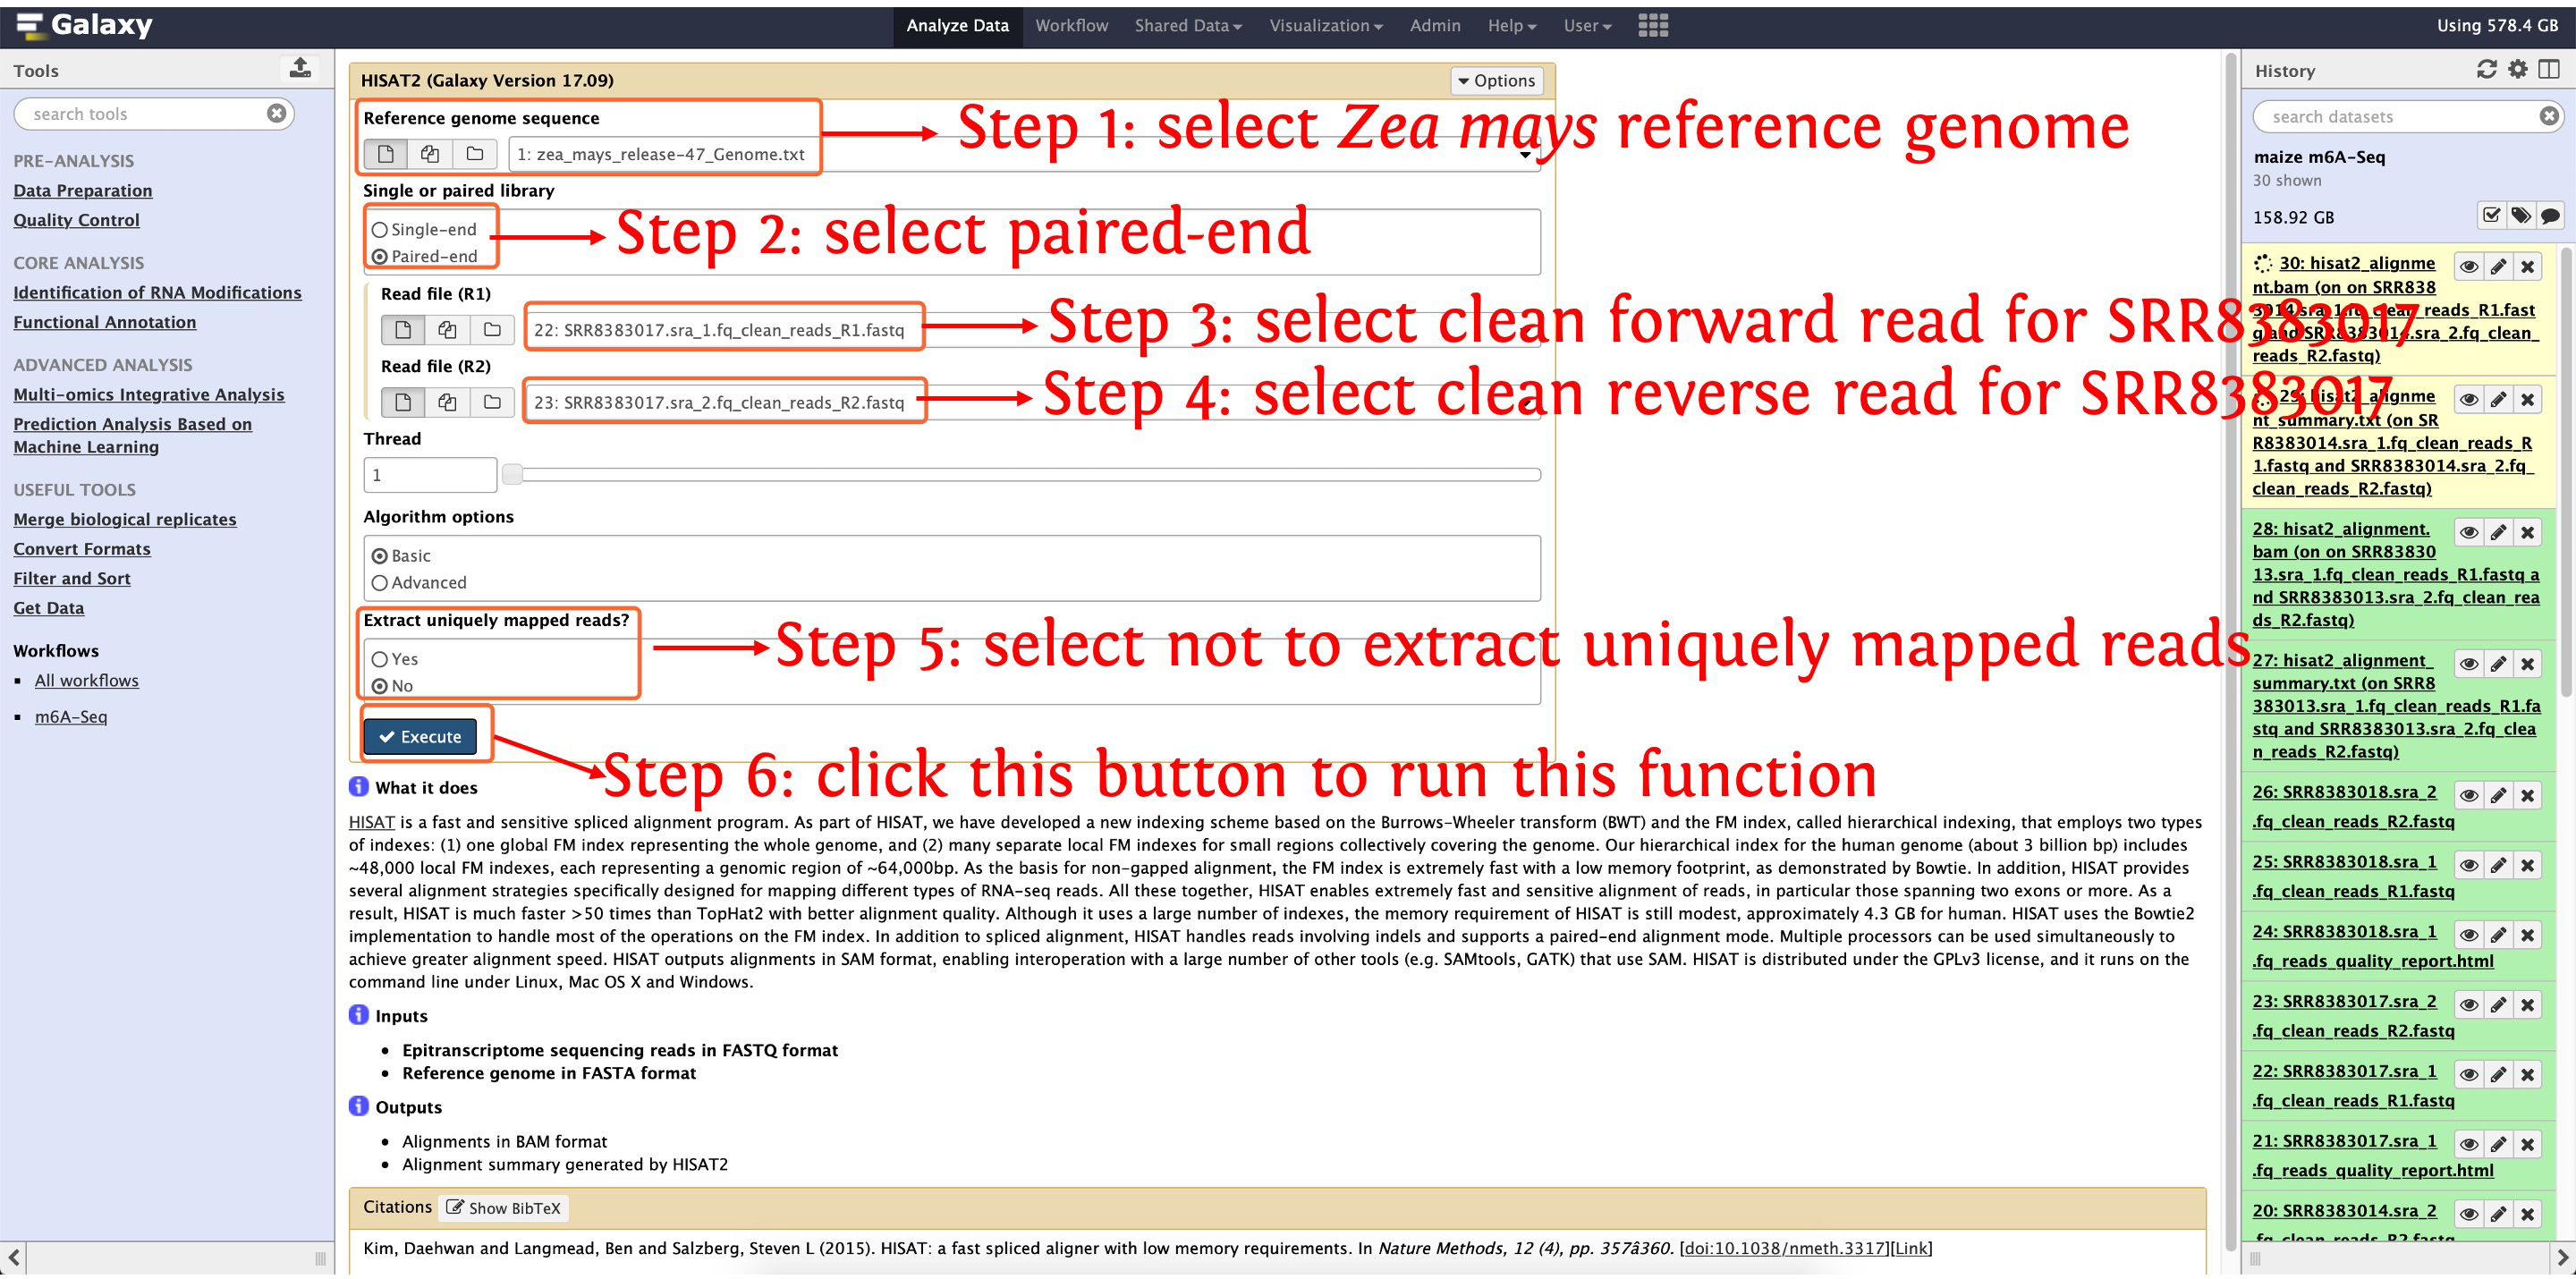 Galaxy
Analyze Data Workflow Shared Data Visualization Admin Help User
Using 578.4 GB
Tools
search tools
PRE-ANALYSIS
Data Preparation
Quality Control
CORE ANALYSIS
Identification of RNA Modifications
Functional Annotation
ADVANCED ANALYSIS
Multi-omics Integrative Analysis
Prediction Analysis Based on
Machine Learning
USEFUL TOOLS
Merge biological replicates
Convert Formats
Filter and Sort
Get Data
Workflows
All workflows
m6A-Seq
HISAT2 (Galaxy Version 17.09)
Options
Reference genome sequence
1: zea_mays_release-47_Genome.txt
Step 1: select Zea mays reference genome
Single or paired library
Single-end
Paired-end
Step 2: select paired-end
Read file (R1)
22: SRR8383017.sra_1.fq_clean_reads_R1.fastq
Step 3: select clean forward read for SRR8383017
Read file (R2)
23: SRR8383017.sra_2.fq_clean_reads_R2.fastq
Step 4: select clean reverse read for SRR8383017
Thread
1
Algorithm options
Basic
Advanced
Extract uniquely mapped reads?
Yes
No
Step 5: select not to extract uniquely mapped reads
Execute
Step 6: click this button to run this function
What it does
HISAT is a fast and sensitive spliced alignment program. As part of HISAT, we have developed a new indexing scheme based on the Burrows-Wheeler transform (BWT) and the FM index, called hierarchical indexing, that employs two types
of indexes: (1) one global FM index representing the whole genome, and (2) many separate local FM indexes for small regions collectively covering the genome. Our hierarchical index for the human genome (about 3 billion bp) includes
~48,000 local FM indexes, each representing a genomic region of ~64,000bp. As the basis for non-gapped alignment, the FM index is extremely fast with a low memory footprint, as demonstrated by Bowtie. In addition, HISAT provides
several alignment strategies specifically designed for mapping different types of RNA-seq reads. All these together, HISAT enables extremely fast and sensitive alignment of reads, in particular those spanning two exons or more. As a
result, HISAT is much faster >50 times than TopHat2 with better alignment quality. Although it uses a large number of indexes, the memory requirement of HISAT is still modest, approximately 4.3 GB for human. HISAT uses the Bowtie2
implementation to handle most of the operations on the FM index. In addition to spliced alignment, HISAT handles reads involving indels and supports a paired-end alignment mode. Multiple processors can be used simultaneously to
achieve greater alignment speed. HISAT outputs alignments in SAM format, enabling interoperation with a large number of other tools (e.g. SAMtools, GATK) that use SAM. HISAT is distributed under the GPLv3 license, and it runs on the
command line under Linux, Mac OS X and Windows.
Inputs
Epitranscriptome sequencing reads in FASTQ format
Reference genome in FASTA format
Outputs
Alignments in BAM format
Alignment summary generated by HISAT2
Citations Show BibTeX
Kim, Daehwan and Langmead, Ben and Salzberg, Steven L (2015). HISAT: a fast spliced aligner with low memory requirements. In Nature Methods, 12 (4), pp. 357â360. [doi:10.1038/nmeth.3317][Link]
History
search datasets
maize m6A-Seq
30 shown
158.92 GB
30: hisat2_alignme
nt.bam (on on SRR838
3014.sra_1.fq_clean_reads_R1.fast
q and SRR8383014.sra_2.fq_clean_
reads_R2.fastq)
29: hisat2_alignme
nt_summary.txt (on SR
R8383014.sra_1.fq_clean_reads_R
1.fastq and SRR8383014.sra_2.fq_
clean_reads_R2.fastq)
28: hisat2_alignment.
bam (on on SRR83830
13.sra_1.fq_clean_reads_R1.fastq a
nd SRR8383013.sra_2.fq_clean_rea
ds_R2.fastq)
27: hisat2_alignment_
summary.txt (on SRR8
383013.sra_1.fq_clean_reads_R1.fa
stq and SRR8383013.sra_2.fq_clea
n_reads_R2.fastq)
26: SRR8383018.sra_2
.fq_clean_reads_R2.fastq
25: SRR8383018.sra_1
.fq_clean_reads_R1.fastq
24: SRR8383018.sra_1
.fq_reads_quality_report.html
23: SRR8383017.sra_2
.fq_clean_reads_R2.fastq
22: SRR8383017.sra_1
.fq_clean_reads_R1.fastq
21: SRR8383017.sra_1
.fq_reads_quality_report.html
20: SRR8383014.sra_2